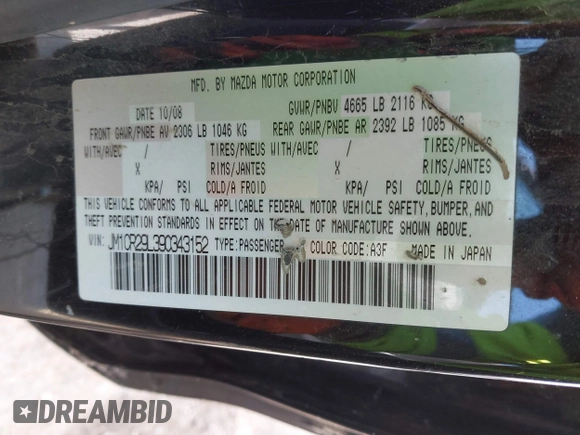 MFD. BY MAZDA MOTOR CORPORATION
DATE 10/08 GVWR/PNBV 4665 LB 2116 KG
FRONT GAWR/PNBE AV 2306 LB 1046 KG REAR GAWR/PNBE AR 2392 LB 1085 KG
WITH/AVEC / TIRES/PNEUS WITH/AVEC / TIRES/PNEUS
X RIMS/JANTES X RIMS/JANTES
KPA/ PSI COLD/A FROID KPA/ PSI COLD/A FROID
THIS VEHICLE CONFORMS TO ALL APPLICABLE FEDERAL MOTOR VEHICLE SAFETY, BUMPER, AND
THEFT PREVENTION STANDARDS IN EFFECT ON THE DATE OF MANUFACTURE SHOWN ABOVE.
VIN: JM1CR29L390343152 TYPE: PASSENGER COLOR CODE: A3F MADE IN JAPAN
DREAMBID